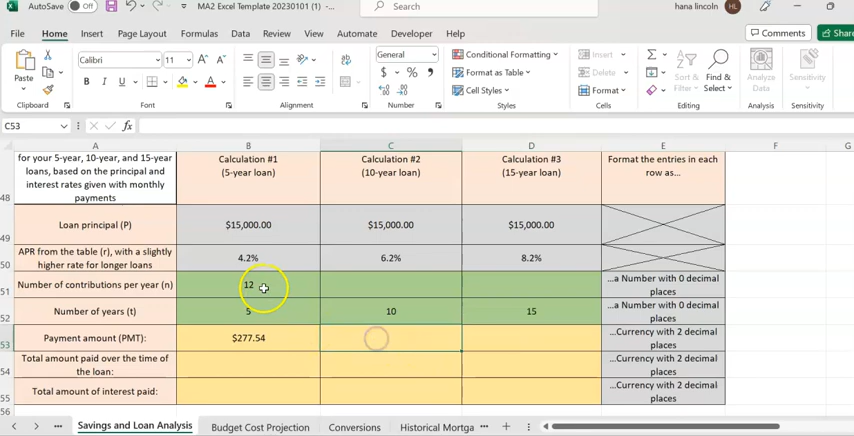 AutoSave Off MA2 Excel Template 20230101 (1) - ... Search hana lincoln HL
File Home Insert Page Layout Formulas Data Review View Automate Developer Help Comments Share
Calibri 11 A A General Conditional Formatting Insert
Paste $ % 9 Format as Table Delete Sort & Find & Analyze Sensitivity
B I U A Cell Styles Format Filter Select Data
Clipboard Font Alignment Number Styles Cells Editing Analysis Sensitivity
C53 fx
A B C D E F G
for your 5-year, 10-year, and 15-year
loans, based on the principal and
interest rates given with monthly
payments
Calculation #1
(5-year loan)
Calculation #2
(10-year loan)
Calculation #3
(15-year loan)
Format the entries in each
row as...
48
49 Loan principal (P) $15,000.00 $15,000.00 $15,000.00
50 APR from the table (r), with a slightly
higher rate for longer loans
4.2% 6.2% 8.2%
51 Number of contributions per year (n) 12 ...a Number with 0 decimal
places
52 Number of years (t) 5 10 15 ...a Number with 0 decimal
places
53 Payment amount (PMT): $277.54 ...Currency with 2 decimal
places
54 Total amount paid over the time of
the loan:
...Currency with 2 decimal
places
55 Total amount of interest paid: ...Currency with 2 decimal
places
56
... Savings and Loan Analysis Budget Cost Projection Conversions Historical Mortga ...